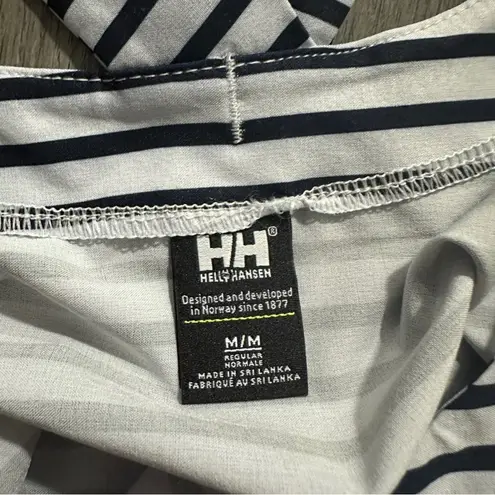 H/H®
HELLY HANSEN
Designed and developed
in Norway since 1877
M/M
REGULAR
NORMALE
MADE IN SRI LANKA
FABRIQUÉ AU SRI LANKA